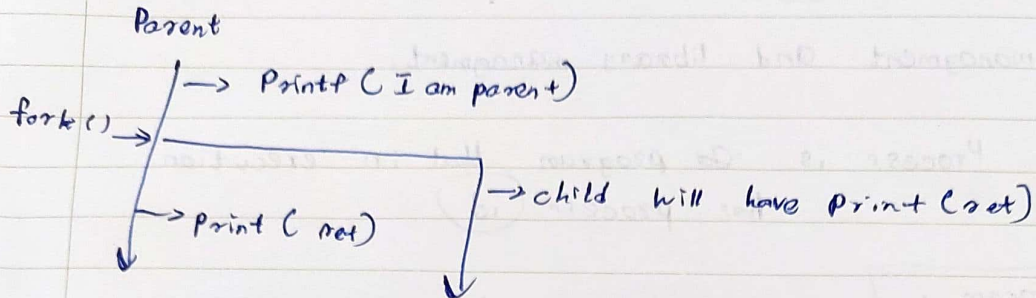 Parent
→ Printf ( I am parent)
fork () →
→ child will have print (ret)
→ print ( ret)